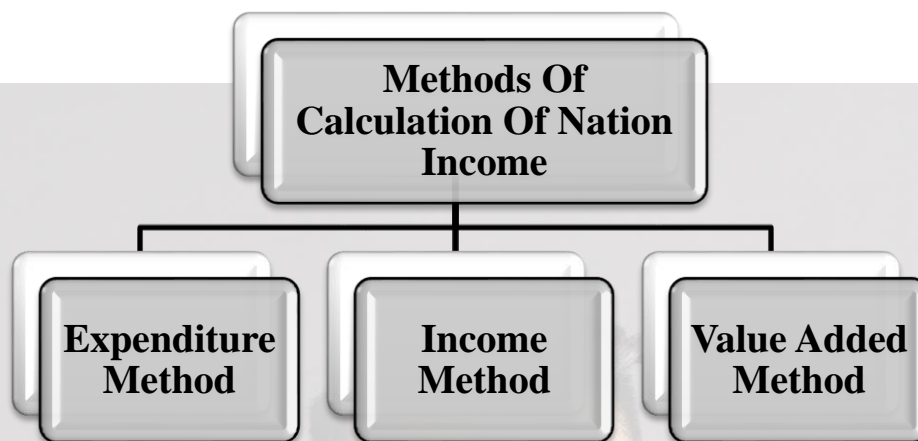 Methods Of
Calculation Of Nation
Income
Expenditure
Method
Income
Method
Value Added
Method